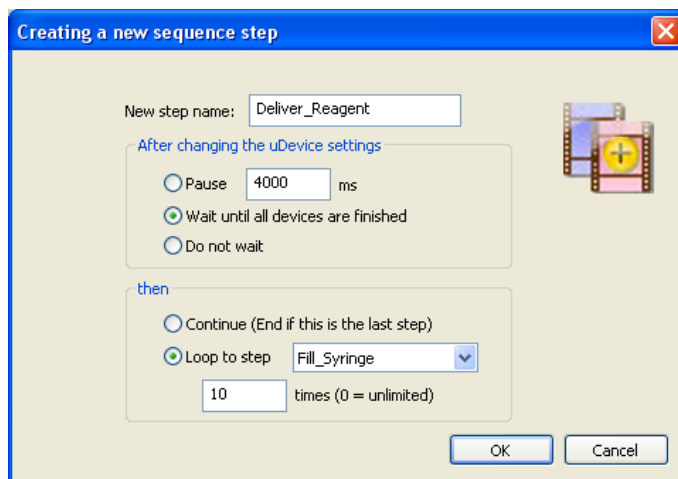 Creating a new sequence step
New step name: Deliver_Reagent
After changing the uDevice settings
Pause 4000 ms
Wait until all devices are finished
Do not wait
then
Continue (End if this is the last step)
Loop to step Fill_Syringe
10 times (0 = unlimited)
OK Cancel